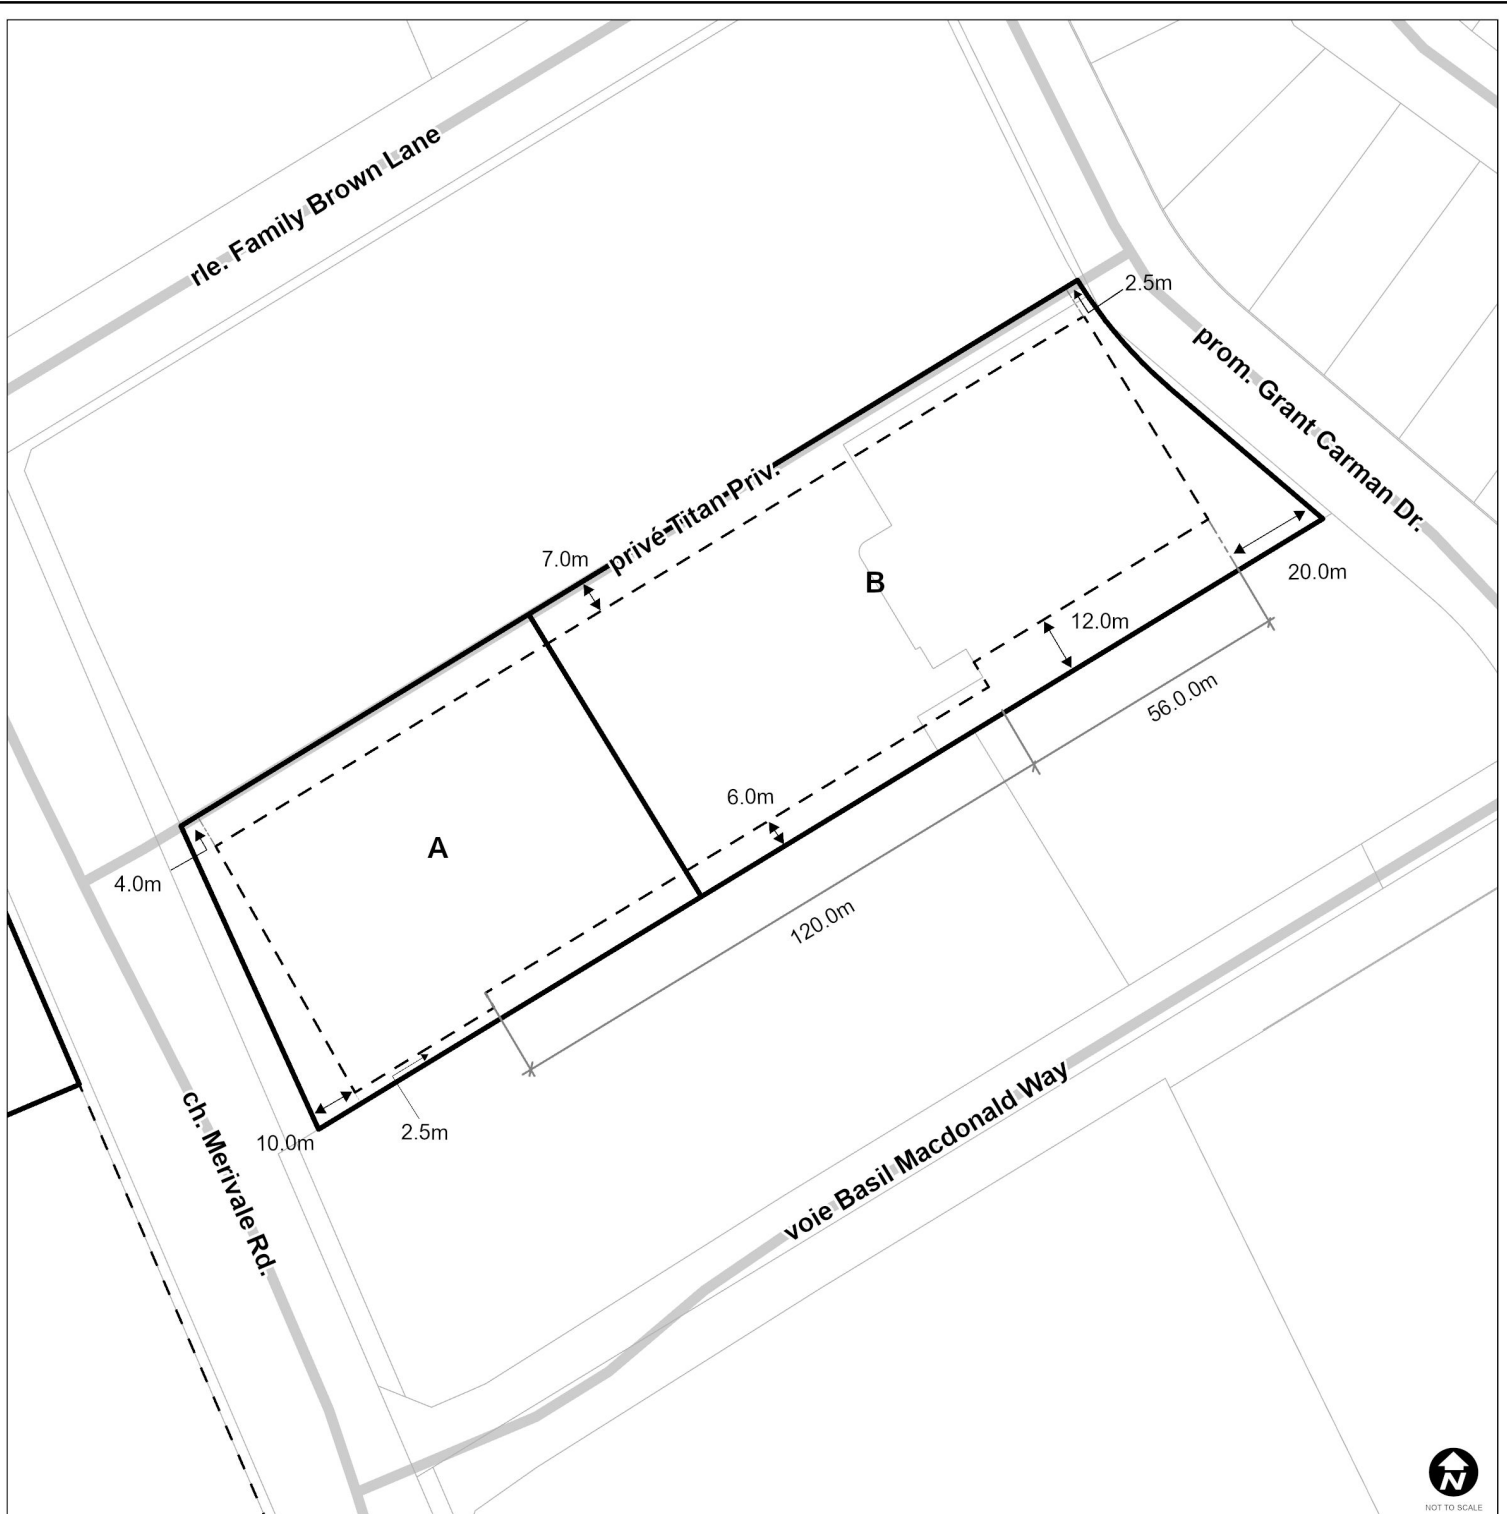 rle. Family Brown Lane
2.5m
prom. Grant Carman Dr.
privé Titan Priv.
7.0m
B
20.0m
12.0m
56.0.0m
6.0m
A
4.0m
120.0m
10.0m
2.5m
ch. Merivale Rd.
voie Basil Macdonald Way
N
NOT TO SCALE